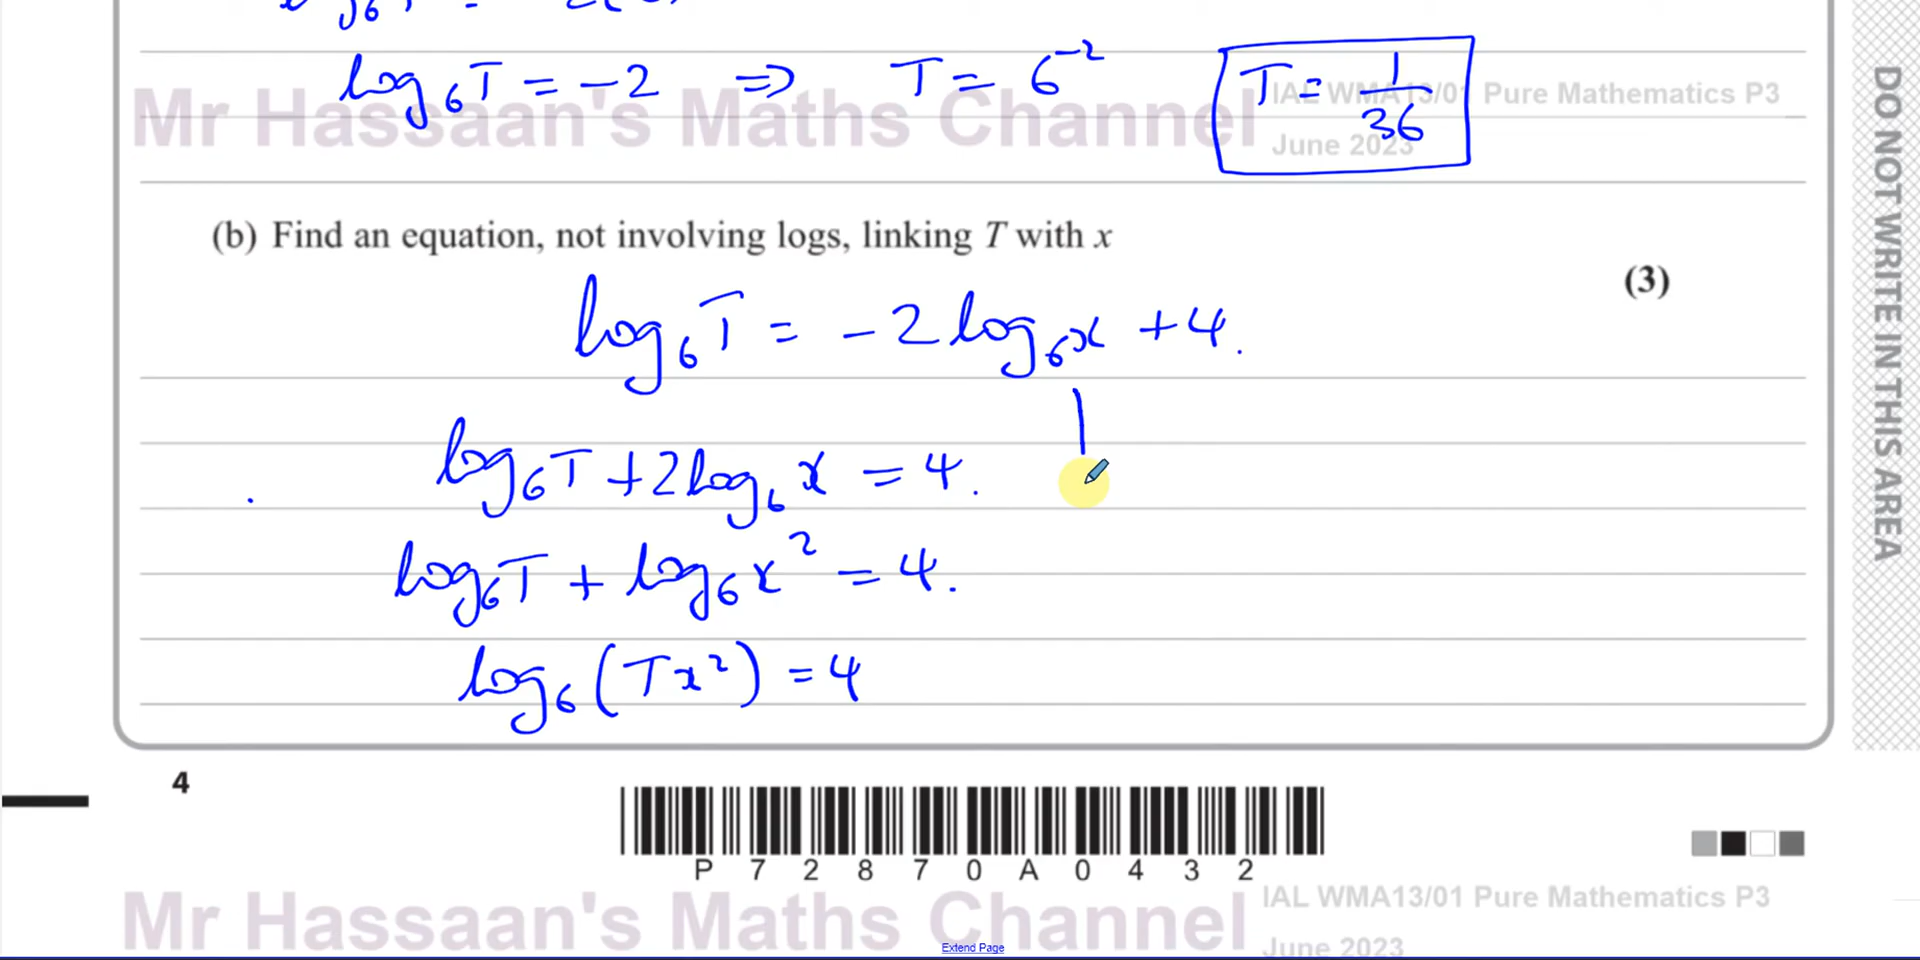 log₆T = -2 ⇒ T = 6⁻² T = 1/36
Mr Hassaan's Maths Channel IAL WMA13/01 Pure Mathematics P3
June 2023
(b) Find an equation, not involving logs, linking T with x
(3)
log₆T = -2log₆x + 4.
log₆T + 2log₆x = 4.
log₆T + log₆x² = 4.
log₆(Tx²) = 4
DO NOT WRITE IN THIS AREA
4
P 7 2 8 7 0 A 0 4 3 2
Mr Hassaan's Maths Channel IAL WMA13/01 Pure Mathematics P3
June 2023
Extend Page